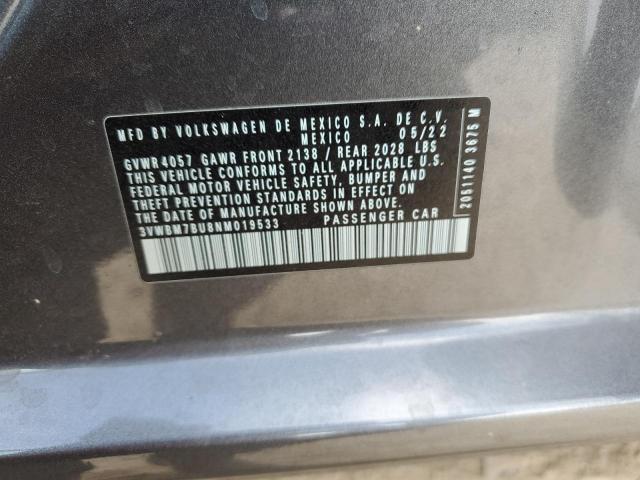 MFD BY VOLKSWAGEN DE MEXICO S.A. DE C.V.
MEXICO 05/22
GVWR 4057 GAWR FRONT 2138 / REAR 2028 LBS
THIS VEHICLE CONFORMS TO ALL APPLICABLE U.S.
FEDERAL MOTOR VEHICLE SAFETY, BUMPER AND
THEFT PREVENTION STANDARDS IN EFFECT ON
THE DATE OF MANUFACTURE SHOWN ABOVE.
3VWBM7BU8NM019533 PASSENGER CAR
2051140 3675 M